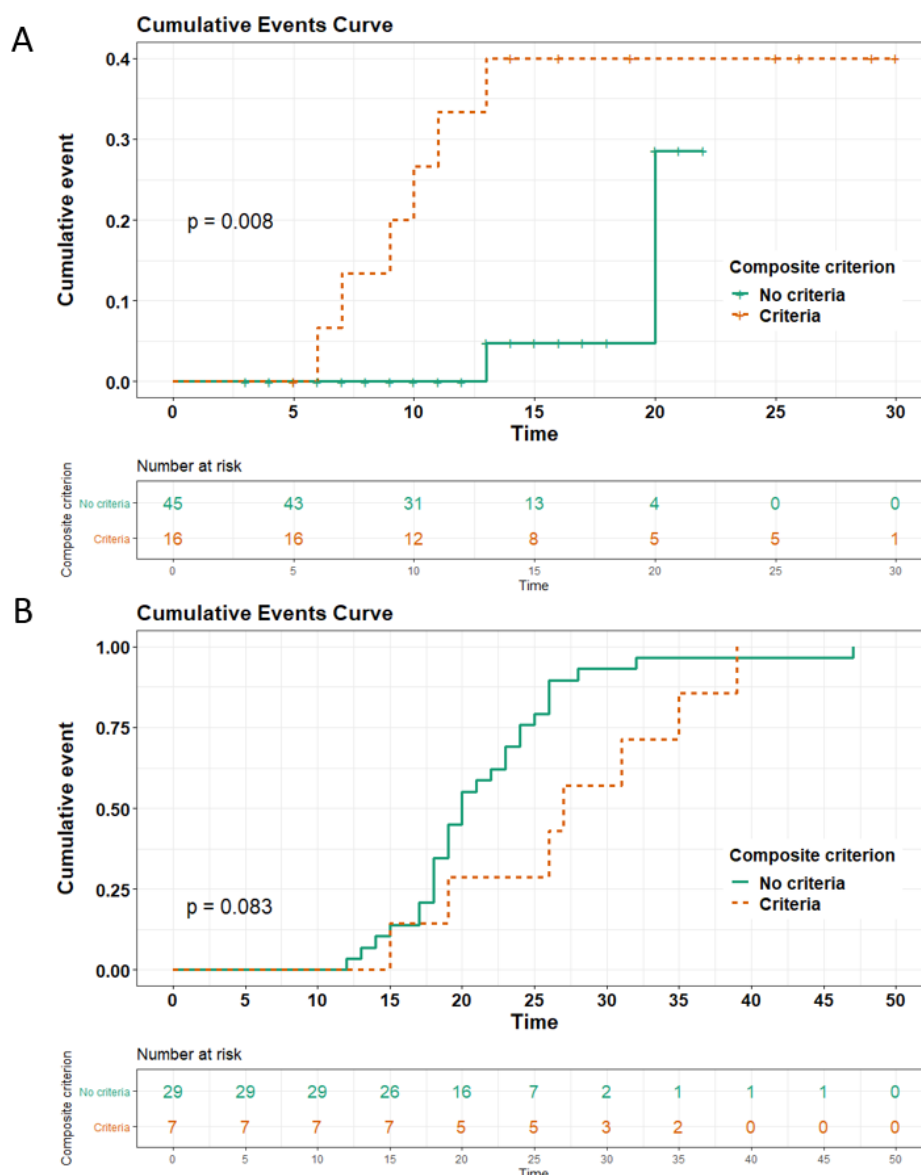 A
Cumulative Events Curve
0.4
0.3
0.2
0.1
0.0
Cumulative event
p = 0.008
Composite criterion
No criteria
Criteria
0 5 10 15 20 25 30
Time
Number at risk
Composite criterion
No criteria 45 43 31 13 4 0 0
Criteria 16 16 12 8 5 5 1
0 5 10 15 20 25 30
Time
B
Cumulative Events Curve
1.00
0.75
0.50
0.25
0.00
Cumulative event
p = 0.083
Composite criterion
No criteria
Criteria
0 5 10 15 20 25 30 35 40 45 50
Time
Number at risk
Composite criterion
No criteria 29 29 29 26 16 7 2 1 1 1 0
Criteria 7 7 7 7 5 5 3 2 0 0 0
0 5 10 15 20 25 30 35 40 45 50
Time